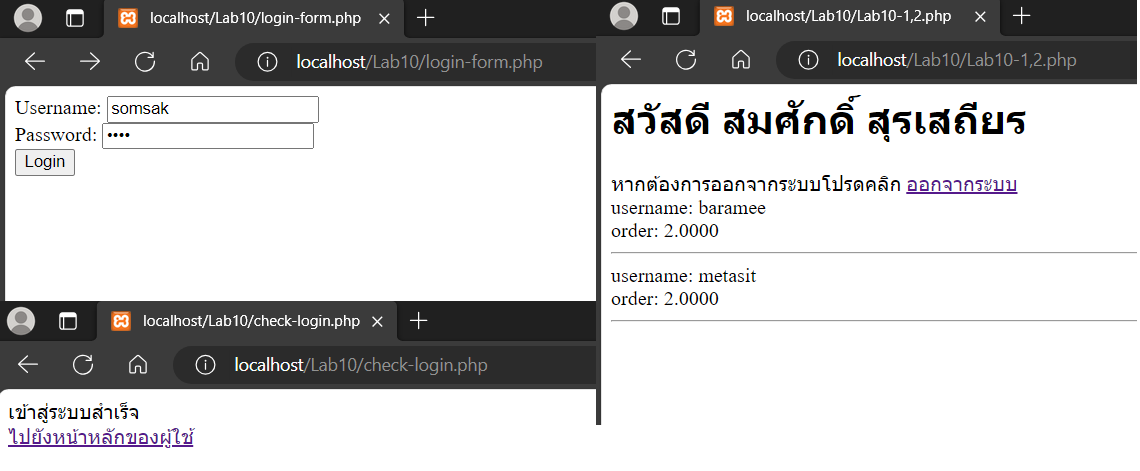 localhost/Lab10/login-form.php
localhost/Lab10/login-form.php
Username: somsak
Password: ••••
Login
localhost/Lab10/check-login.php
localhost/Lab10/check-login.php
เข้าสู่ระบบสำเร็จ
ไปยังหน้าหลักของผู้ใช้
localhost/Lab10/Lab10-1,2.php
localhost/Lab10/Lab10-1,2.php
สวัสดี สมศักดิ์ สุรเสถียร
หากต้องการออกจากระบบโปรดคลิก ออกจากระบบ
username: baramee
order: 2.0000
username: metasit
order: 2.0000